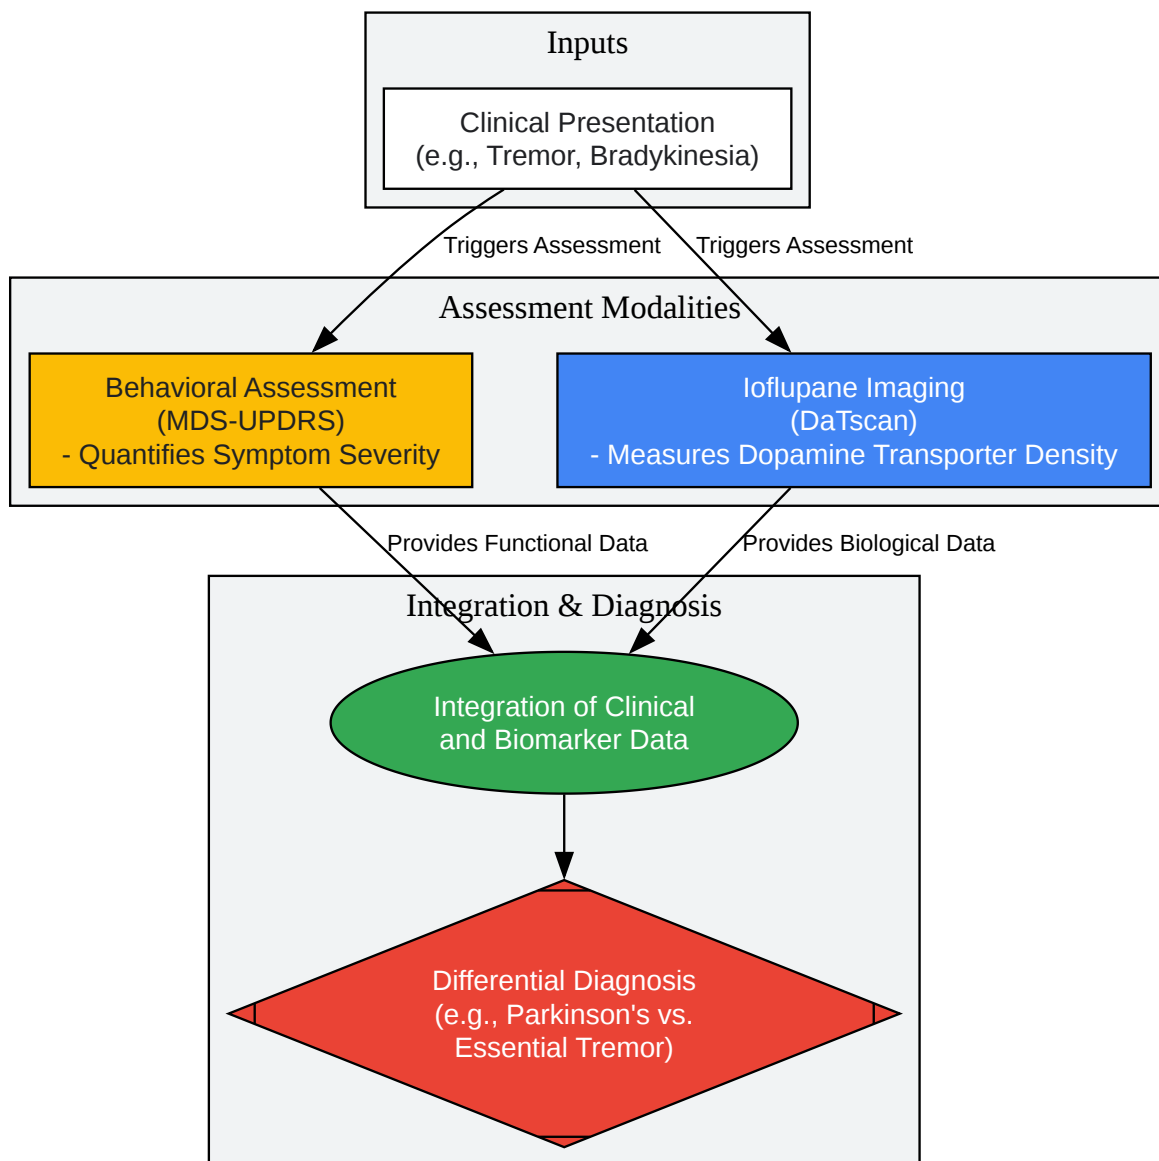 Inputs
Clinical Presentation
(e.g., Tremor, Bradykinesia)
Triggers Assessment
Triggers Assessment
Assessment Modalities
Behavioral Assessment
(MDS-UPDRS)
- Quantifies Symptom Severity
Ioflupane Imaging
(DaTscan)
- Measures Dopamine Transporter Density
Provides Functional Data
Provides Biological Data
Integration & Diagnosis
Integration of Clinical
and Biomarker Data
Differential Diagnosis
(e.g., Parkinson's vs.
Essential Tremor)